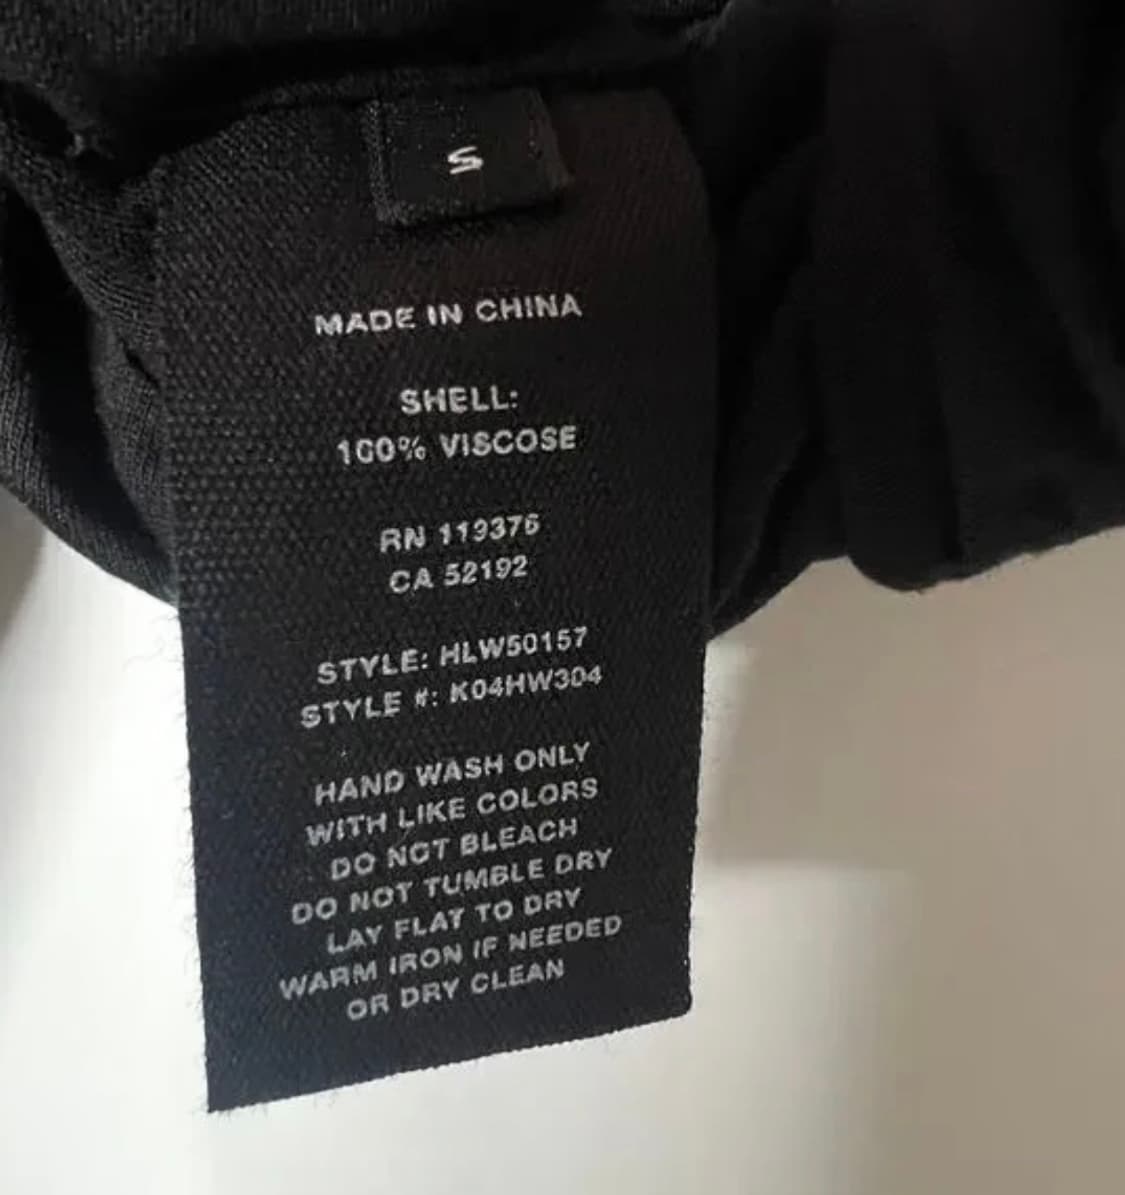 S
MADE IN CHINA
SHELL:
100% VISCOSE
RN 119376
CA 52192
STYLE: HLW50157
STYLE #: K04HW304
HAND WASH ONLY
WITH LIKE COLORS
DO NOT BLEACH
DO NOT TUMBLE DRY
LAY FLAT TO DRY
WARM IRON IF NEEDED
OR DRY CLEAN